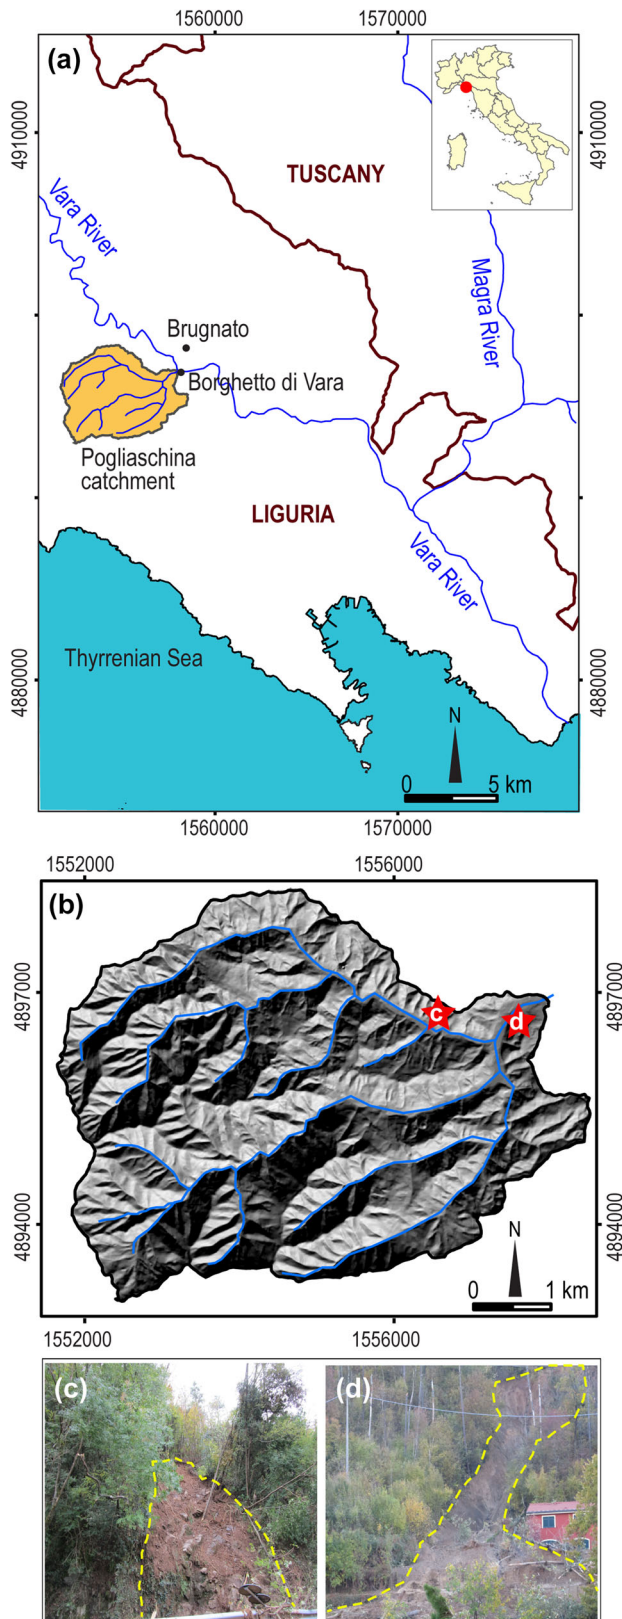 1560000 1570000
(a)
4910000
4910000
TUSCANY
Vara River
Magra River
Brugnato
Borghetto di Vara
Pogliaschina
catchment
LIGURIA
Vara River
Thyrrenian Sea
4880000
4880000
N
0 5 km
1560000 1570000
1552000 1556000
(b)
4897000
4897000
c
d
4894000
4894000
N
0 1 km
1552000 1556000
(c)
(d)